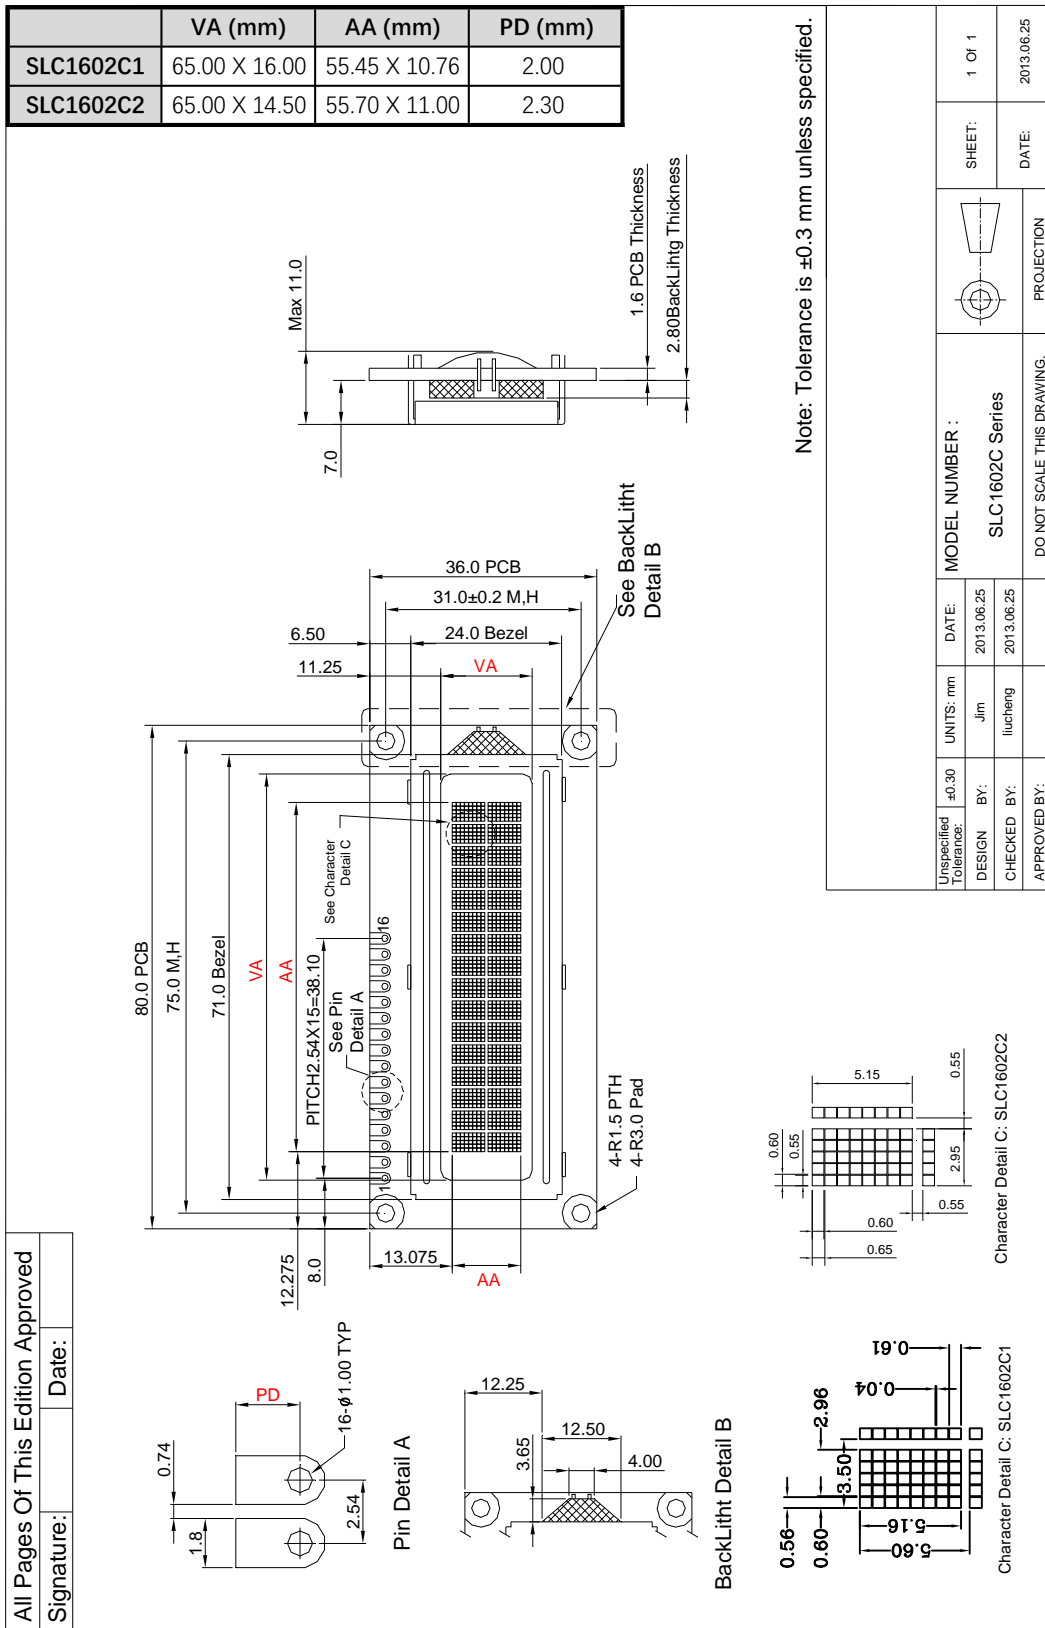 VA (mm) AA (mm) PD (mm)
SLC1602C1 65.00 X 16.00 55.45 X 10.76 2.00
SLC1602C2 65.00 X 14.50 55.70 X 11.00 2.30
Note: Tolerance is ±0.3 mm unless specified.
Max 11.0
7.0
1.6 PCB Thickness
2.80BackLihtg Thickness
36.0 PCB
31.0±0.2 M,H
24.0 Bezel
6.50
11.25
VA
See BackLitht
Detail B
80.0 PCB
75.0 M,H
71.0 Bezel
VA
AA
PITCH2.54X15=38.10
See Pin
Detail A
See Character
Detail C
16
1
12.275
8.0
13.075
AA
4-R1.5 PTH
4-R3.0 Pad
PD
16-ϕ1.00 TYP
0.74
1.8
2.54
Pin Detail A
12.25
12.50
3.65
4.00
BackLitht Detail B
5.15
0.55
0.60
0.55
2.95
0.55
0.60
0.65
Character Detail C: SLC1602C2
0.61
0.04
2.96
3.50
0.56
0.60
5.16
5.60
Character Detail C: SLC1602C1
Unspecified
Tolerance:
±0.30
UNITS: mm
DATE:
DESIGN BY:
Jim
2013.06.25
CHECKED BY:
liucheng
2013.06.25
APPROVED BY:
MODEL NUMBER :
SLC1602C Series
DO NOT SCALE THIS DRAWING.
PROJECTION
SHEET:
1 Of 1
DATE:
2013.06.25
All Pages Of This Edition Approved
Signature:
Date: